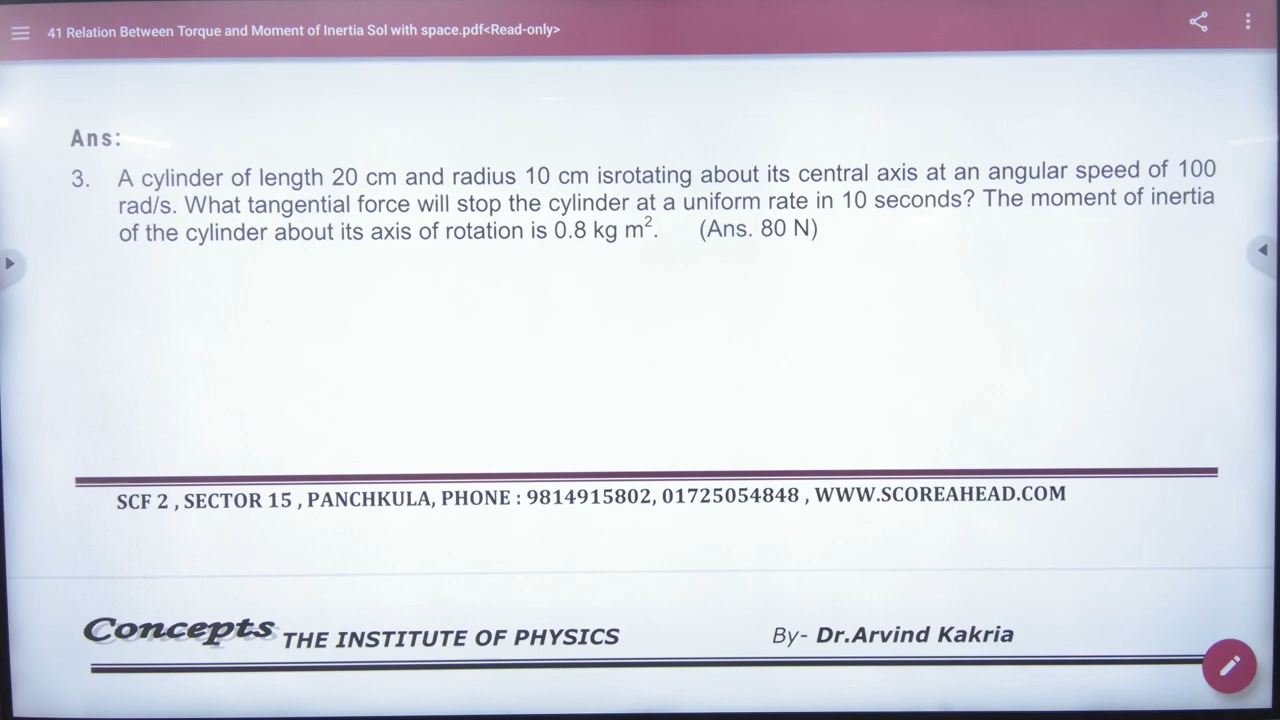 41 Relation Between Torque and Moment of Inertia Sol with space.pdf<Read-only>
Ans:
3. A cylinder of length 20 cm and radius 10 cm isrotating about its central axis at an angular speed of 100
rad/s. What tangential force will stop the cylinder at a uniform rate in 10 seconds? The moment of inertia
of the cylinder about its axis of rotation is 0.8 kg m². (Ans. 80 N)
SCF 2 , SECTOR 15 , PANCHKULA, PHONE : 9814915802, 01725054848 , WWW.SCOREAHEAD.COM
Concepts THE INSTITUTE OF PHYSICS By- Dr.Arvind Kakria